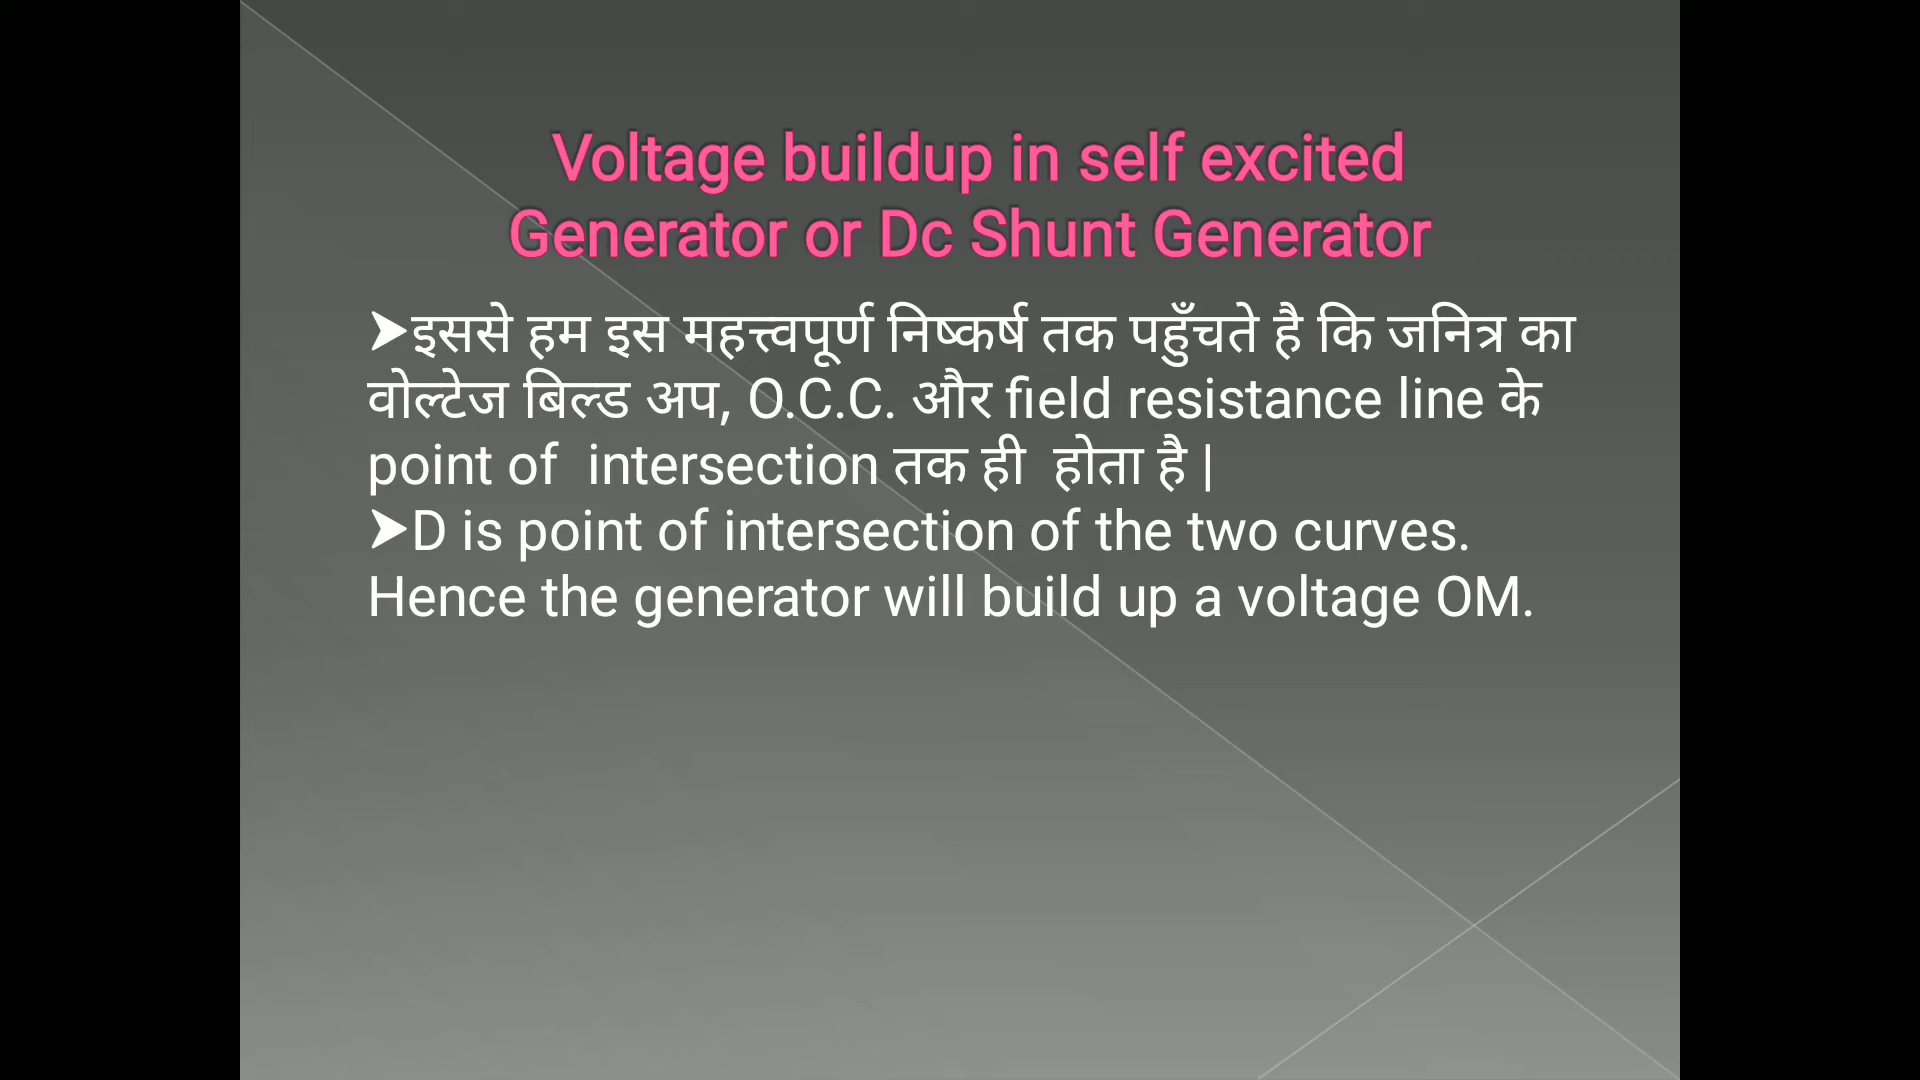 Voltage buildup in self excited
Generator or Dc Shunt Generator
➤इससे हम इस महत्त्वपूर्ण निष्कर्ष तक पहुँचते है कि जनित्र का
वोल्टेज बिल्ड अप, O.C.C. और field resistance line के
point of  intersection तक ही  होता है |
➤D is point of intersection of the two curves.
Hence the generator will build up a voltage OM.